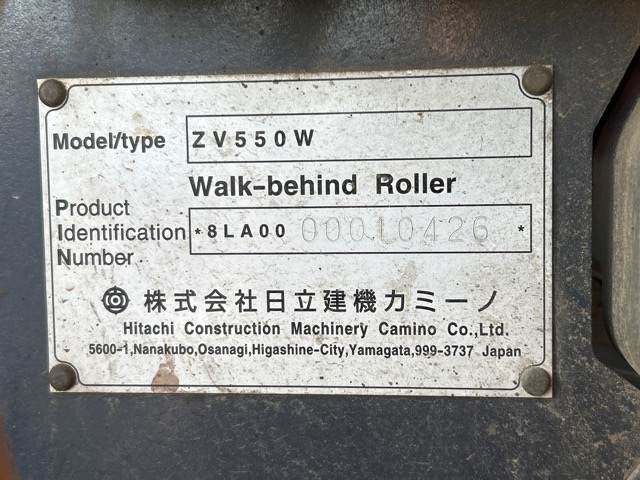 Model/type ZV550W
Walk-behind Roller
Product
Identification *8LA00 00010426 *
Number
株式会社日立建機カミーノ
Hitachi Construction Machinery Camino Co.,Ltd.
5600-1,Nanakubo,Osanagi,Higashine-City,Yamagata,999-3737 Japan